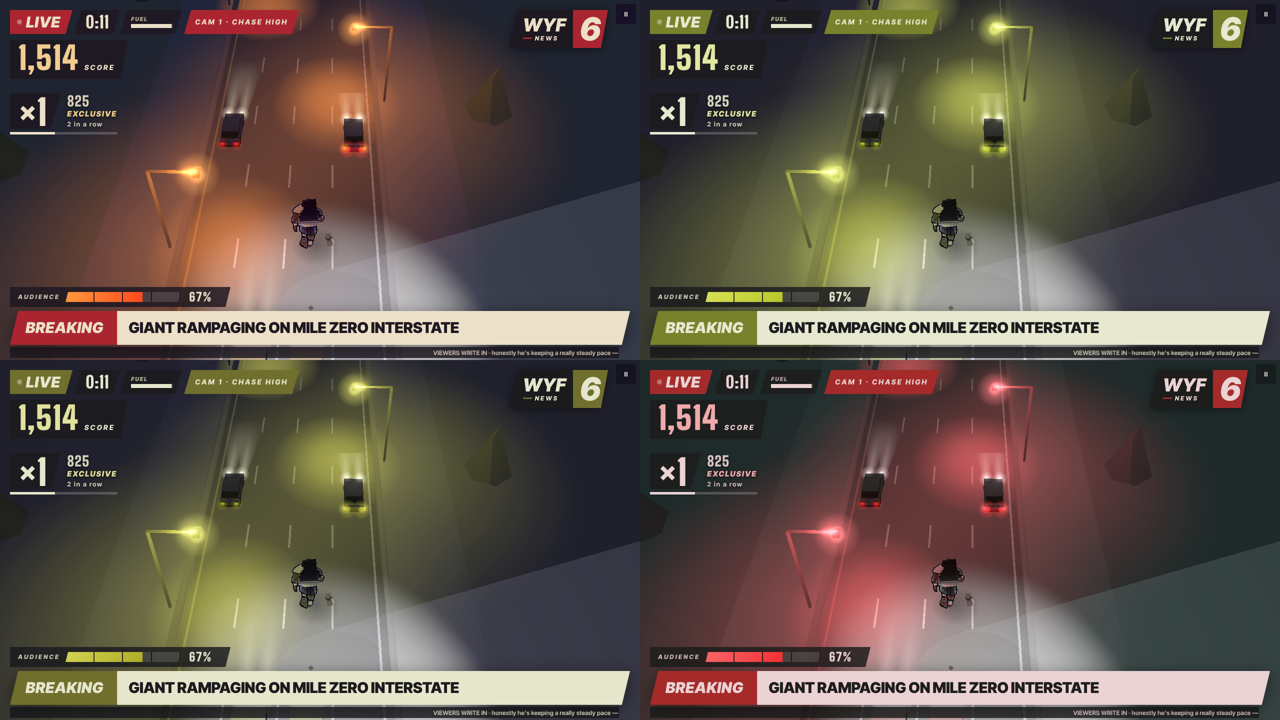 LIVE 0:11 FUEL CAM 1 · CHASE HIGH WYF NEWS 6
1,514 SCORE
×1 825
EXCLUSIVE
2 in a row
AUDIENCE 67%
BREAKING GIANT RAMPAGING ON MILE ZERO INTERSTATE
VIEWERS WRITE IN · honestly he's keeping a really steady pace —
LIVE 0:11 FUEL CAM 1 · CHASE HIGH WYF NEWS 6
1,514 SCORE
×1 825
EXCLUSIVE
2 in a row
AUDIENCE 67%
BREAKING GIANT RAMPAGING ON MILE ZERO INTERSTATE
VIEWERS WRITE IN · honestly he's keeping a really steady pace —
LIVE 0:11 FUEL CAM 1 · CHASE HIGH WYF NEWS 6
1,514 SCORE
×1 825
EXCLUSIVE
2 in a row
AUDIENCE 67%
BREAKING GIANT RAMPAGING ON MILE ZERO INTERSTATE
VIEWERS WRITE IN · honestly he's keeping a really steady pace —
LIVE 0:11 FUEL CAM 1 · CHASE HIGH WYF NEWS 6
1,514 SCORE
×1 825
EXCLUSIVE
2 in a row
AUDIENCE 67%
BREAKING GIANT RAMPAGING ON MILE ZERO INTERSTATE
VIEWERS WRITE IN · honestly he's keeping a really steady pace —